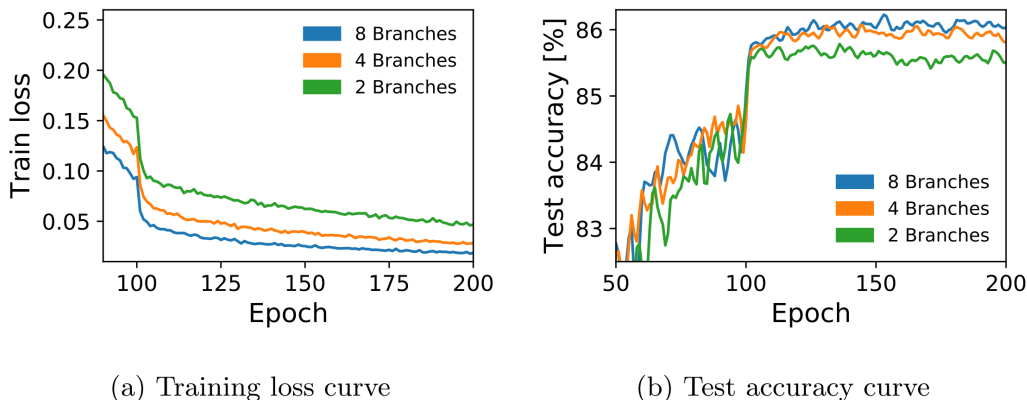 0.25
0.20
0.15
0.10
0.05
Train loss
8 Branches
4 Branches
2 Branches
100 125 150 175 200
Epoch
(a) Training loss curve
86
85
84
83
Test accuracy [%]
8 Branches
4 Branches
2 Branches
50 100 150 200
Epoch
(b) Test accuracy curve